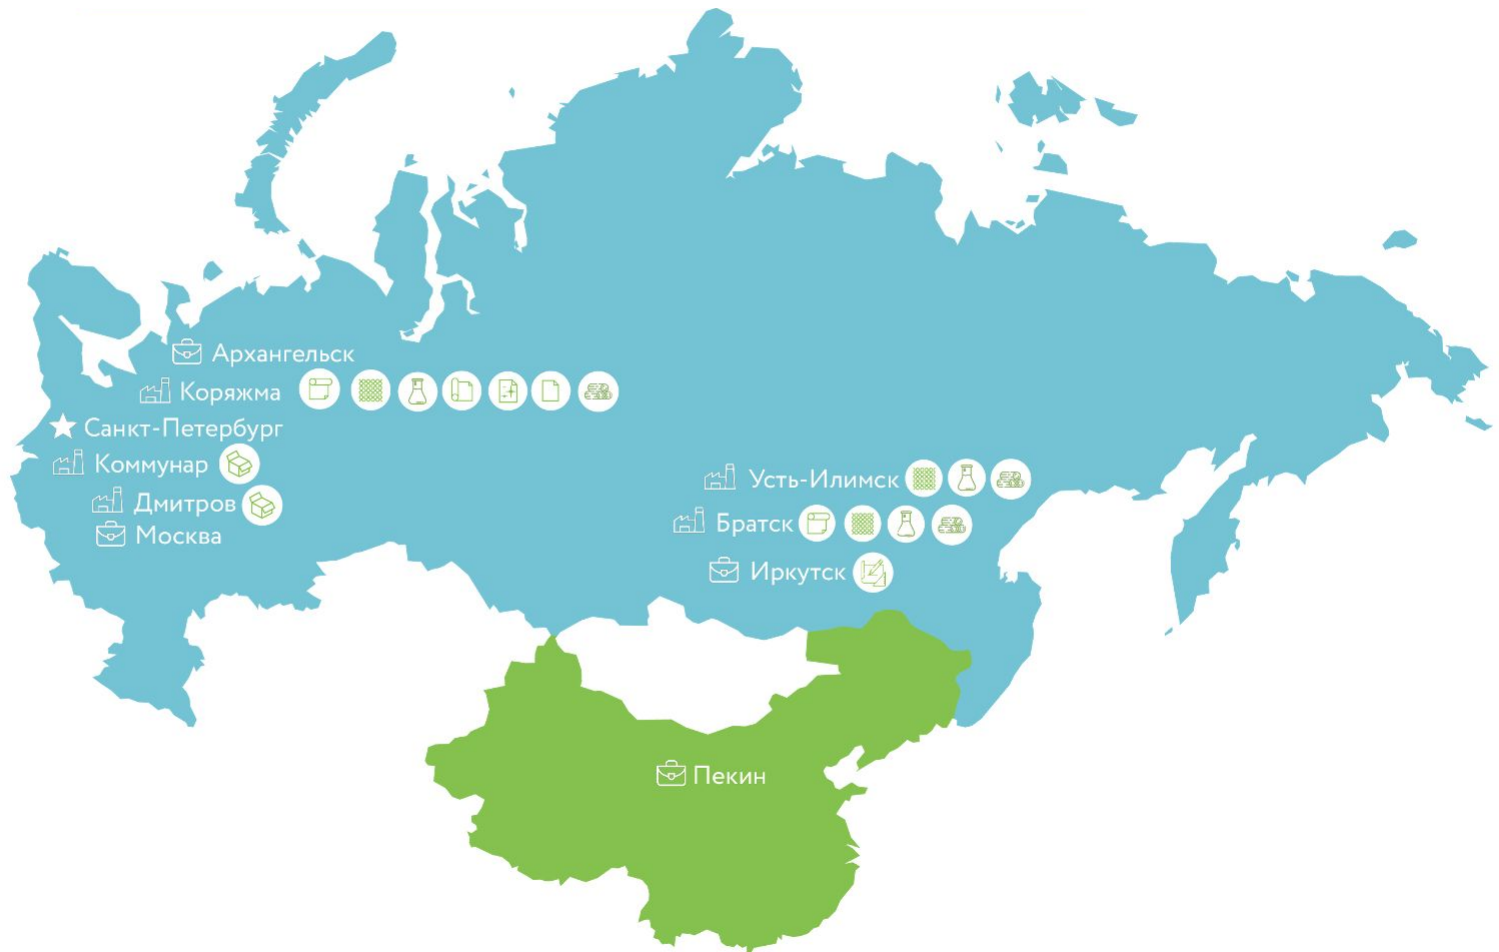 Архангельск
Коряжма
Санкт-Петербург
Коммунар
Дмитров
Москва
Усть-Илимск
Братск
Иркутск
Пекин